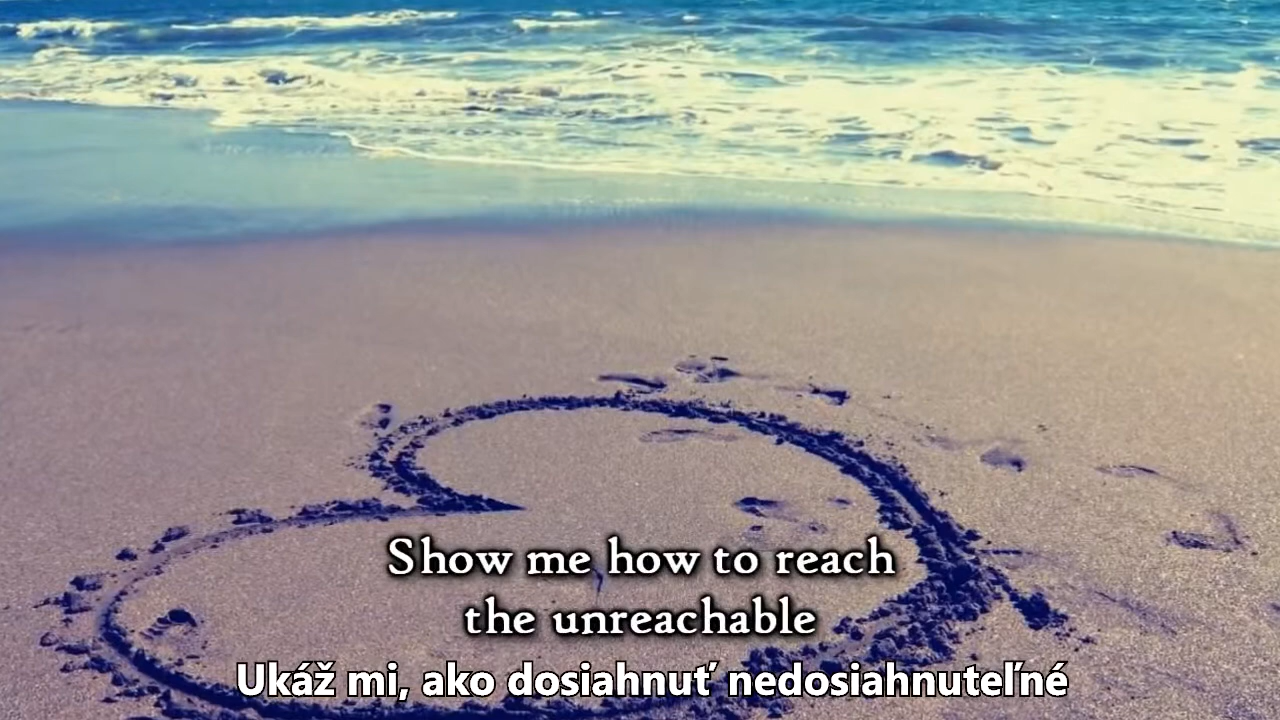 Show me how to reach
the unreachable
Ukáž mi, ako dosiahnuť nedosiahnuteľné